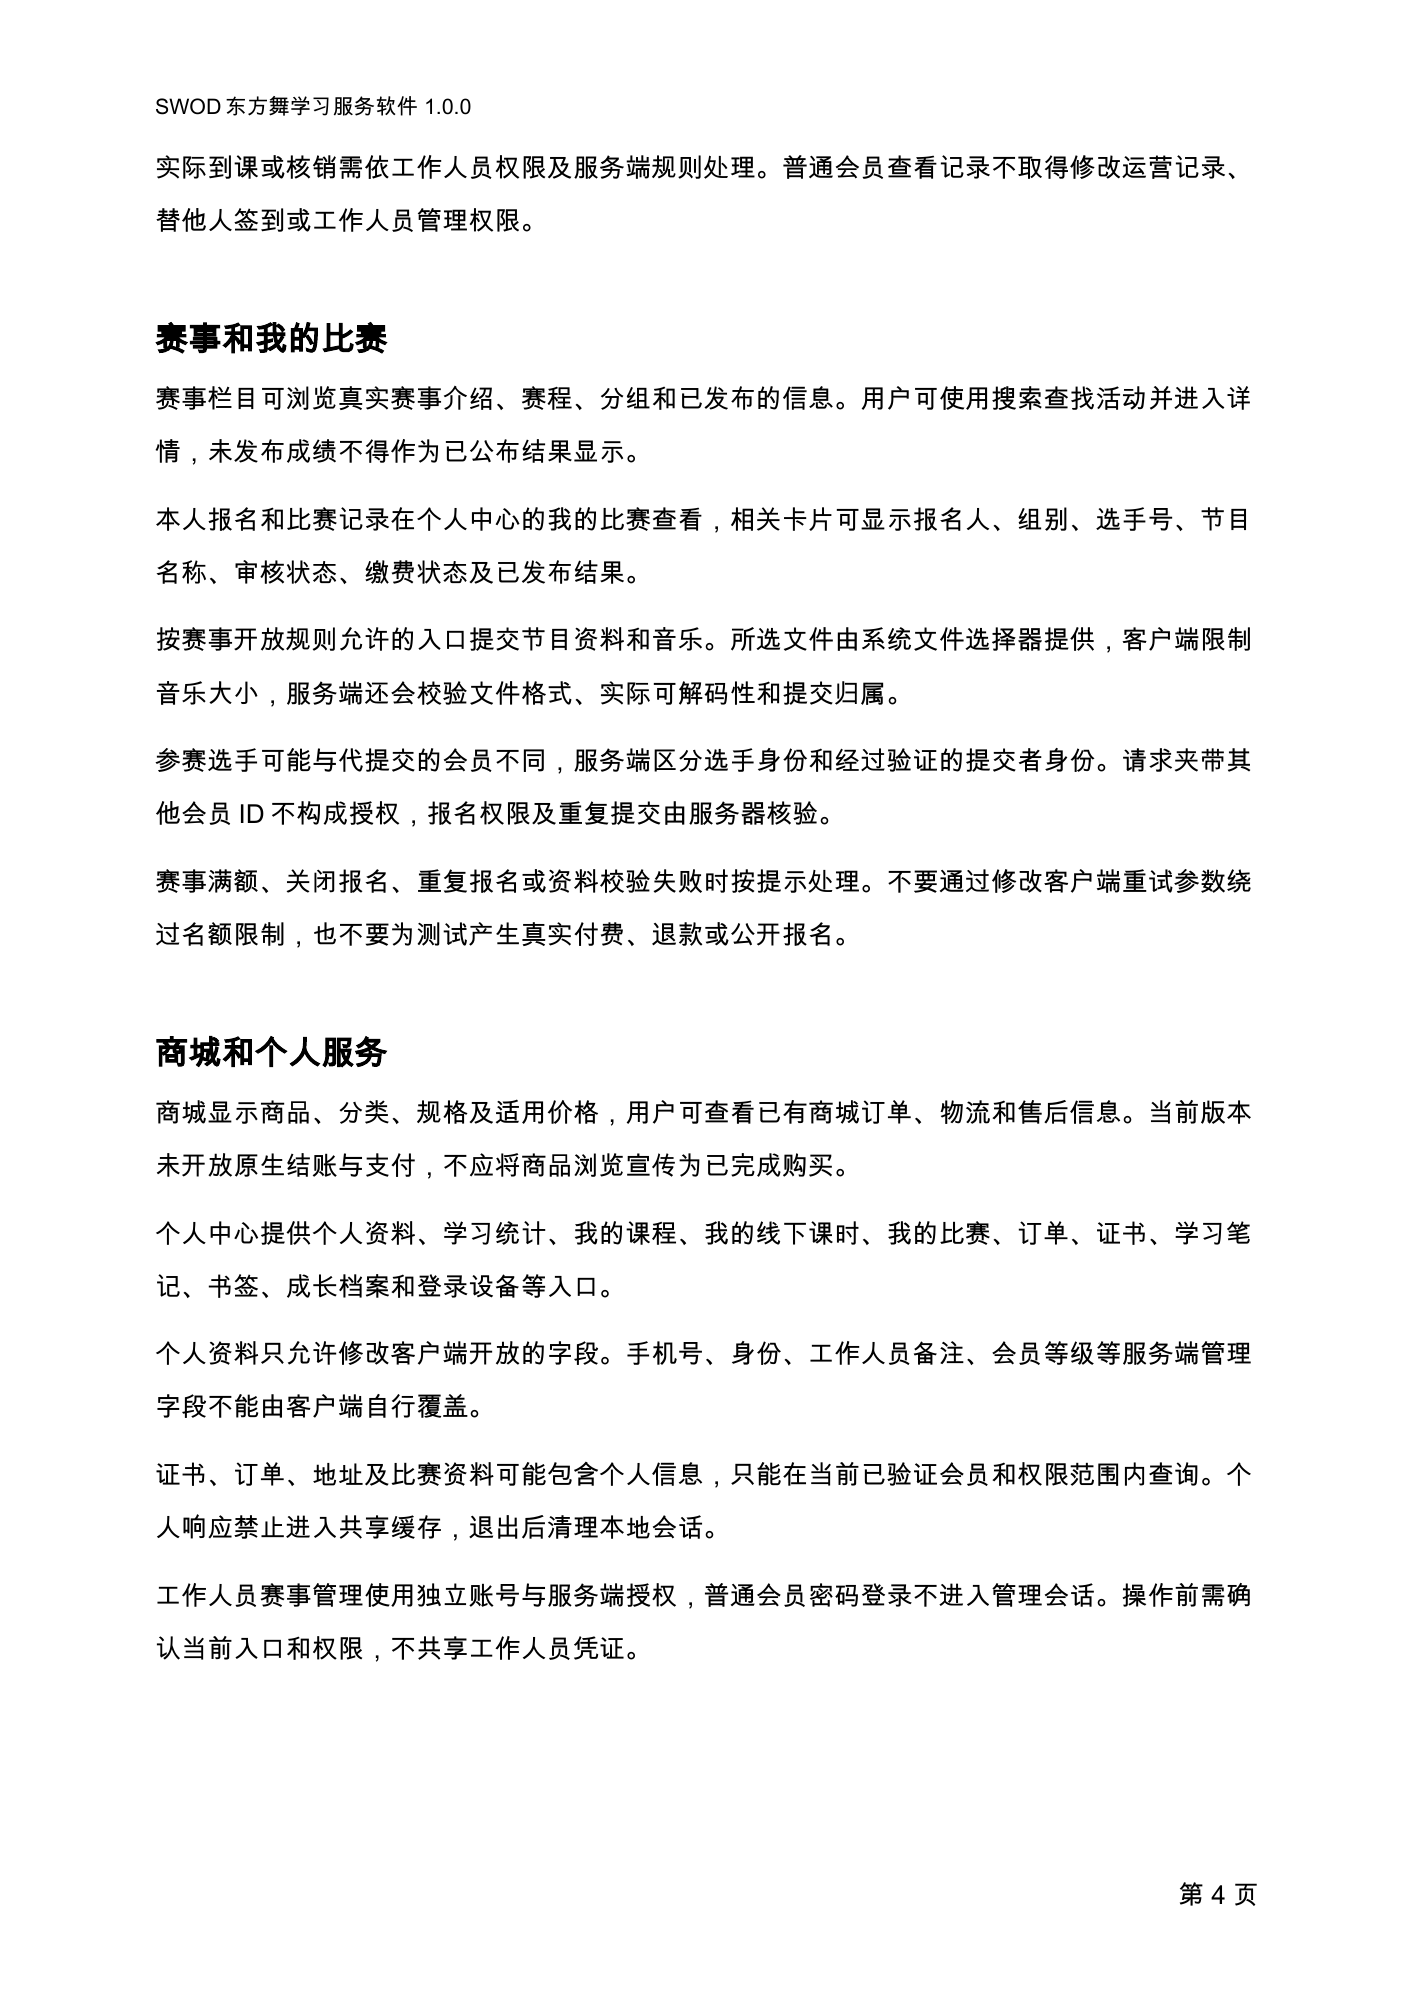 SWOD 东方舞学习服务软件 1.0.0
实际到课或核销需依工作人员权限及服务端规则处理。普通会员查看记录不取得修改运营记录、
替他人签到或工作人员管理权限。
赛事和我的比赛
赛事栏目可浏览真实赛事介绍、赛程、分组和已发布的信息。用户可使用搜索查找活动并进入详
情，未发布成绩不得作为已公布结果显示。
本人报名和比赛记录在个人中心的我的比赛查看，相关卡片可显示报名人、组别、选手号、节目
名称、审核状态、缴费状态及已发布结果。
按赛事开放规则允许的入口提交节目资料和音乐。所选文件由系统文件选择器提供，客户端限制
音乐大小，服务端还会校验文件格式、实际可解码性和提交归属。
参赛选手可能与代提交的会员不同，服务端区分选手身份和经过验证的提交者身份。请求夹带其
他会员 ID 不构成授权，报名权限及重复提交由服务器核验。
赛事满额、关闭报名、重复报名或资料校验失败时按提示处理。不要通过修改客户端重试参数绕
过名额限制，也不要为测试产生真实付费、退款或公开报名。
商城和个人服务
商城显示商品、分类、规格及适用价格，用户可查看已有商城订单、物流和售后信息。当前版本
未开放原生结账与支付，不应将商品浏览宣传为已完成购买。
个人中心提供个人资料、学习统计、我的课程、我的线下课时、我的比赛、订单、证书、学习笔
记、书签、成长档案和登录设备等入口。
个人资料只允许修改客户端开放的字段。手机号、身份、工作人员备注、会员等级等服务端管理
字段不能由客户端自行覆盖。
证书、订单、地址及比赛资料可能包含个人信息，只能在当前已验证会员和权限范围内查询。个
人响应禁止进入共享缓存，退出后清理本地会话。
工作人员赛事管理使用独立账号与服务端授权，普通会员密码登录不进入管理会话。操作前需确
认当前入口和权限，不共享工作人员凭证。
第 4 页